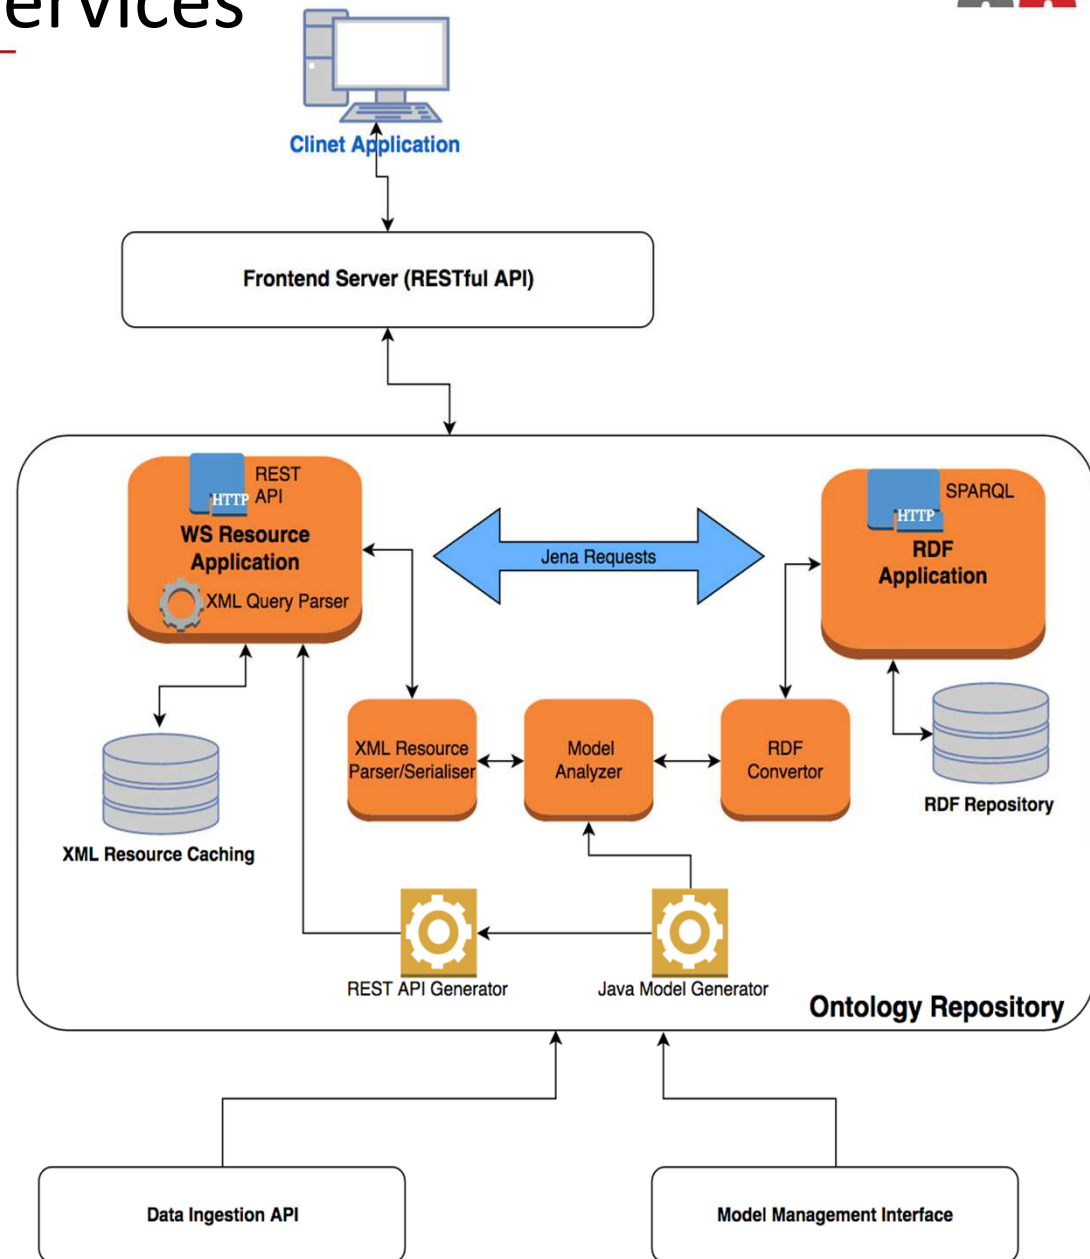 ervices
Clinet Application
Frontend Server (RESTful API)
REST
API
HTTP
WS Resource
Application
XML Query Parser
Jena Requests
SPARQL
HTTP
RDF
Application
XML Resource
Parser/Serialiser
Model
Analyzer
RDF
Convertor
RDF Repository
XML Resource Caching
REST API Generator
Java Model Generator
Ontology Repository
Data Ingestion API
Model Management Interface